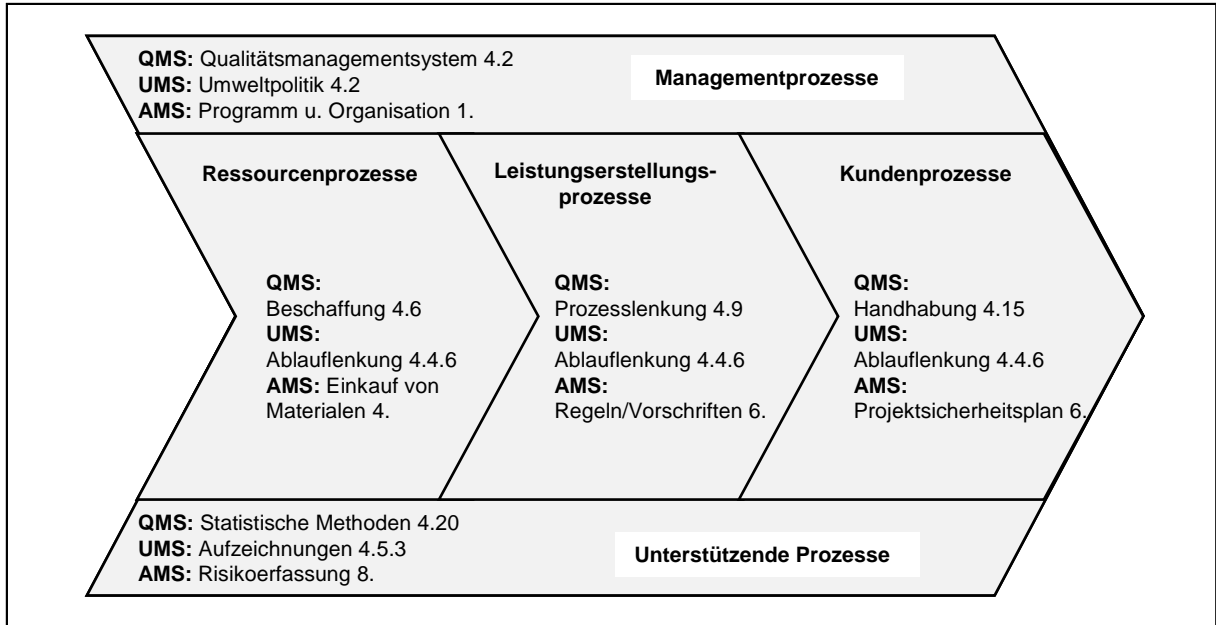 QMS: Qualitätsmanagementsystem 4.2
UMS: Umweltpolitik 4.2
AMS: Programm u. Organisation 1.
Managementprozesse
Ressourcenprozesse
QMS:
Beschaffung 4.6
UMS:
Ablauflenkung 4.4.6
AMS: Einkauf von
Materialen 4.
Leistungserstellungs-
prozesse
QMS:
Prozesslenkung 4.9
UMS:
Ablauflenkung 4.4.6
AMS:
Regeln/Vorschriften 6.
Kundenprozesse
QMS:
Handhabung 4.15
UMS:
Ablauflenkung 4.4.6
AMS:
Projektsicherheitsplan 6.
QMS: Statistische Methoden 4.20
UMS: Aufzeichnungen 4.5.3
AMS: Risikoerfassung 8.
Unterstützende Prozesse